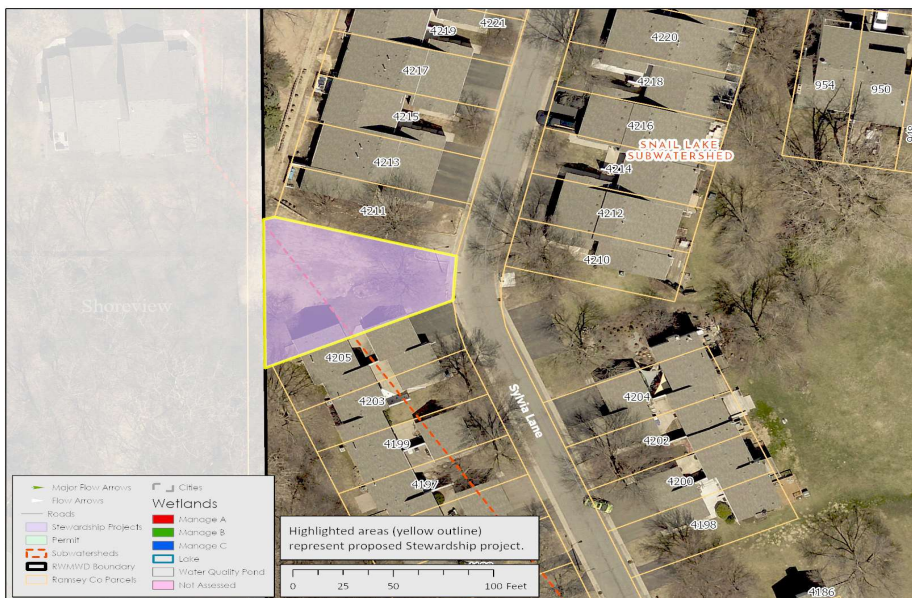 4221
4219
4220
4217
4218
954
950
4215
4216
SNAIL LAKE
SUBWATERSHED
4213
4214
4211
4212
4210
Shoreview
4205
4204
4203
Sylvia Lane
4202
4199
4200
4197
4198
4186
Major Flow Arrows
Flow Arrows
Roads
Stewardship Projects
Permit
Subwatersheds
RWMWD Boundary
Ramsey Co Parcels
Cities
Wetlands
Manage A
Manage B
Manage C
Lake
Water Quality Pond
Not Assessed
Highlighted areas (yellow outline)
represent proposed Stewardship project.
0 25 50 100 Feet